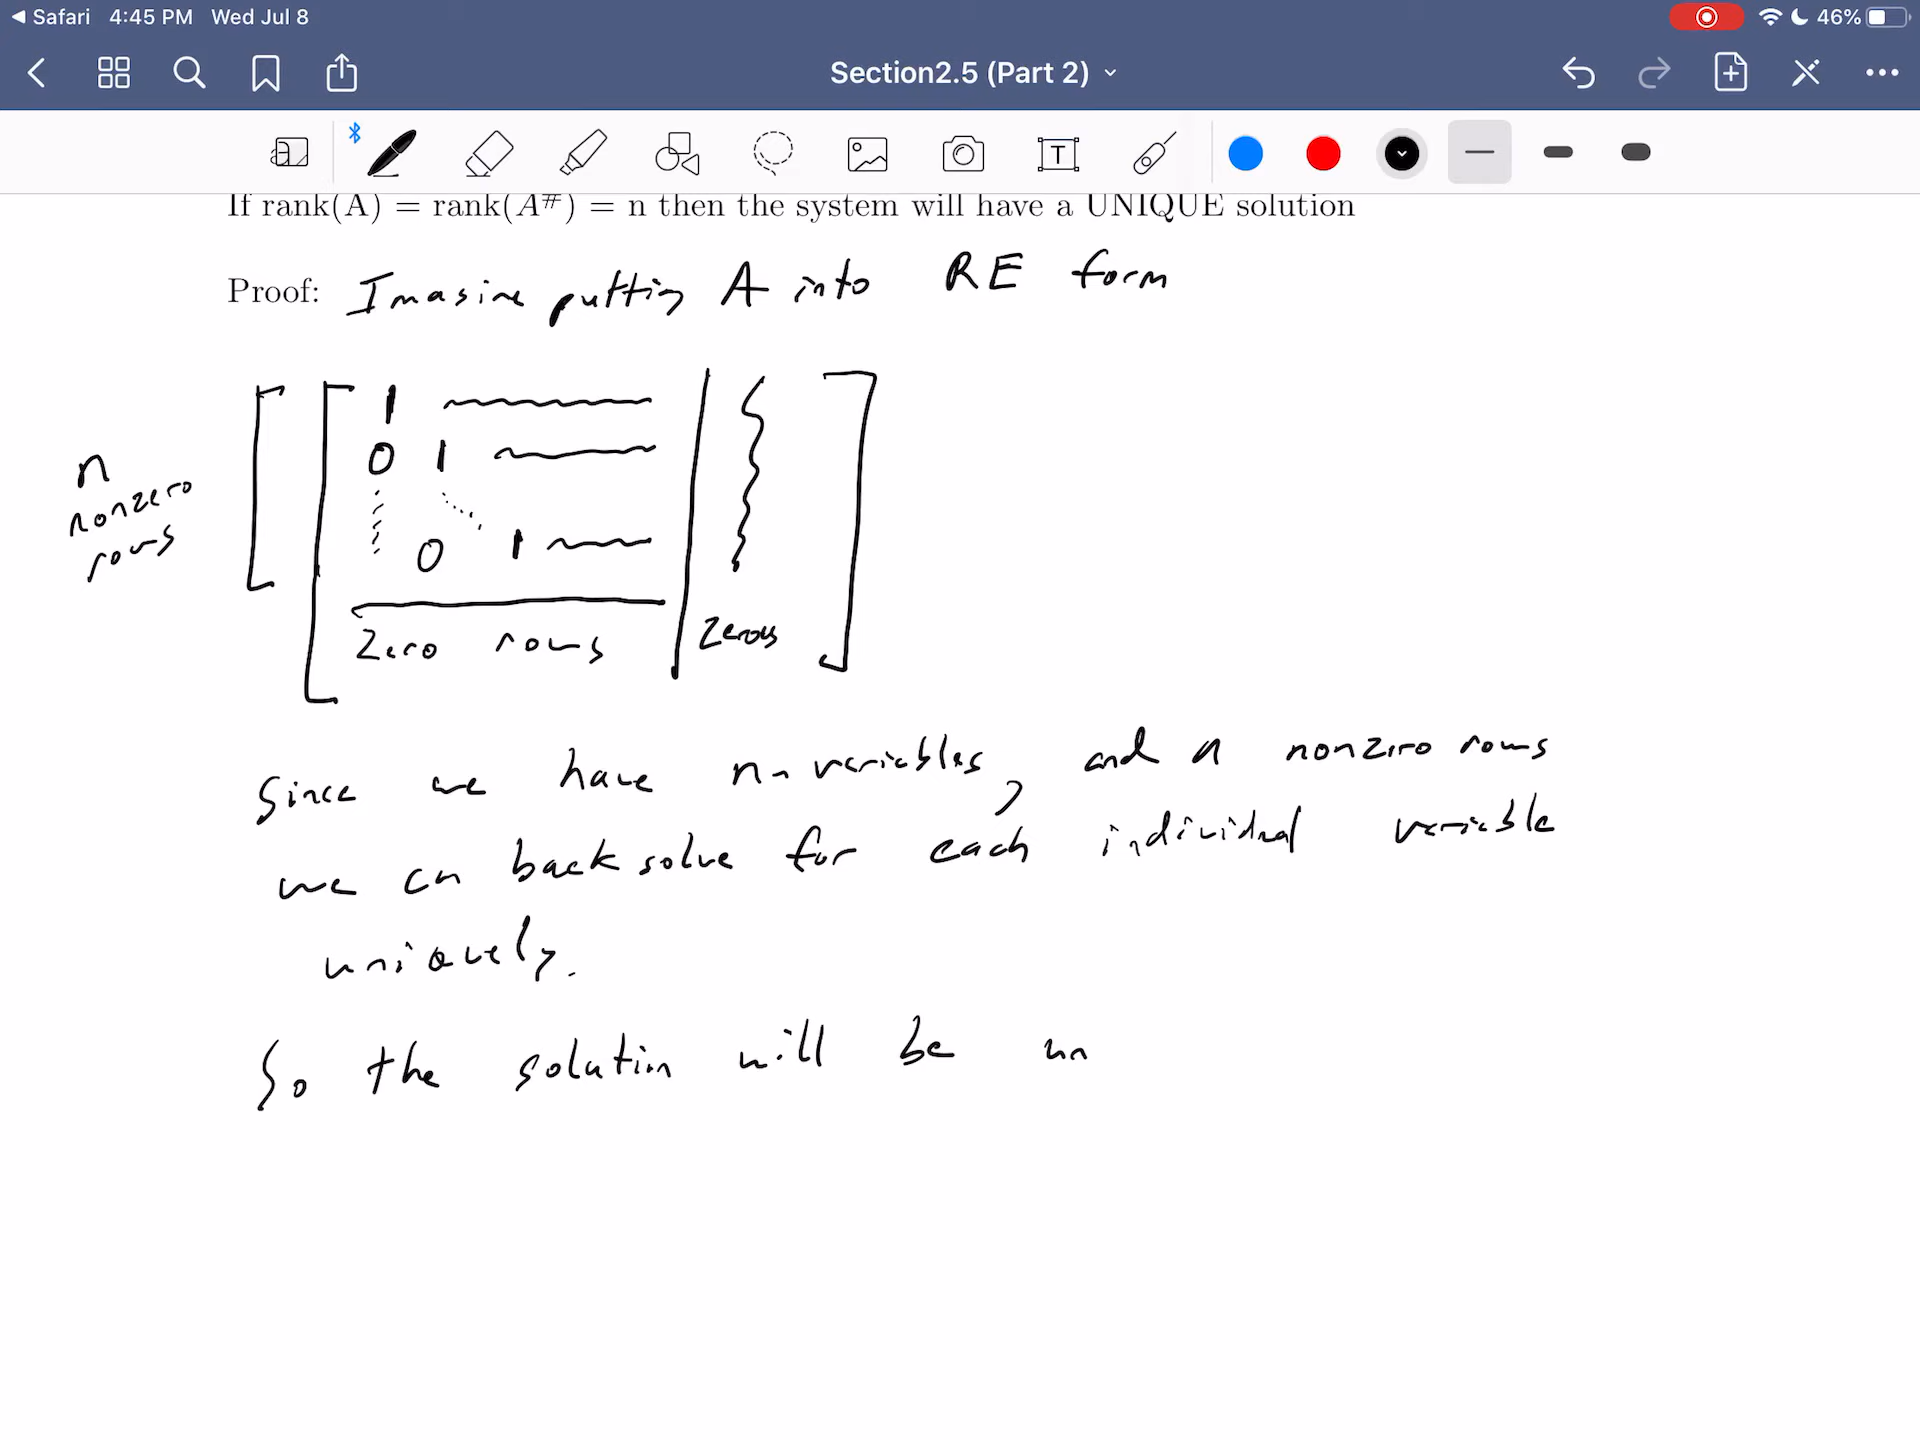 Safari 4:45 PM Wed Jul 8 46%
Section2.5 (Part 2)
If rank(A) = rank(A#) = n then the system will have a UNIQUE solution
Proof: Imagine putting A into RE form
1
0 1
n
nonzero
rows
0 1
zero rows zeros
Since we have n-variables, and n nonzero rows
we can back solve for each individual variable
uniquely.
So the solution will be un